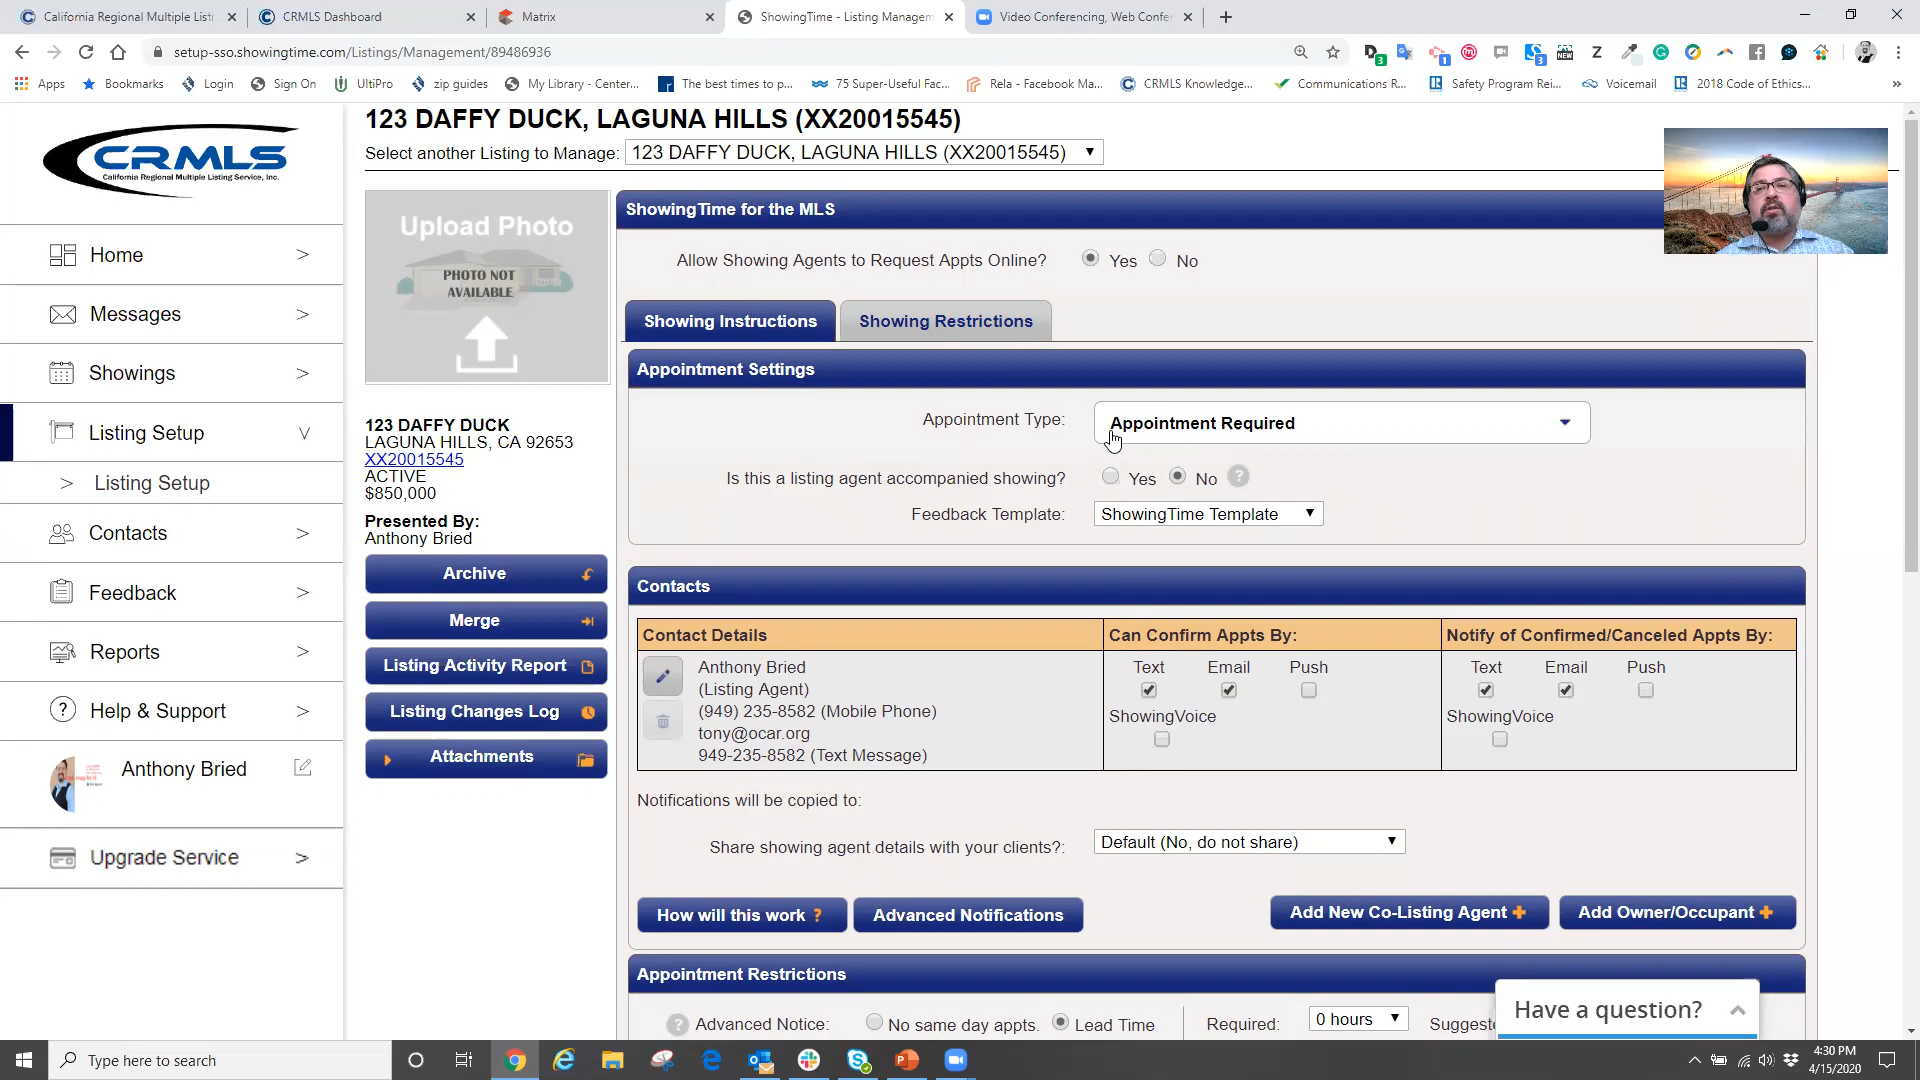 California Regional Multiple Listi
CRMLS Dashboard
Matrix
ShowingTime - Listing Managem
Video Conferencing, Web Confe
setup-sso.showingtime.com/Listings/Management/89486936
Apps
Bookmarks
Login
Sign On
UltiPro
zip guides
My Library - Center...
The best times to p...
75 Super-Useful Fac...
Rela - Facebook Ma...
CRMLS Knowledge...
Communications R...
Safety Program Rei...
Voicemail
2018 Code of Ethics...
CRMLS
California Regional Multiple Listing Service, Inc.
Home
Messages
Showings
Listing Setup
> Listing Setup
Contacts
Feedback
Reports
Help & Support
Anthony Bried
Upgrade Service
123 DAFFY DUCK, LAGUNA HILLS (XX20015545)
Select another Listing to Manage: 123 DAFFY DUCK, LAGUNA HILLS (XX20015545)
Upload Photo
PHOTO NOT
AVAILABLE
123 DAFFY DUCK
LAGUNA HILLS, CA 92653
XX20015545
ACTIVE
$850,000
Presented By:
Anthony Bried
Archive
Merge
Listing Activity Report
Listing Changes Log
Attachments
ShowingTime for the MLS
Allow Showing Agents to Request Appts Online? Yes No
Showing Instructions
Showing Restrictions
Appointment Settings
Appointment Type: Appointment Required
Is this a listing agent accompanied showing? Yes No ?
Feedback Template: ShowingTime Template
Contacts
Contact Details
Can Confirm Appts By:
Notify of Confirmed/Canceled Appts By:
Anthony Bried
(Listing Agent)
(949) 235-8582 (Mobile Phone)
tony@ocar.org
949-235-8582 (Text Message)
Text Email Push
ShowingVoice
Text Email Push
ShowingVoice
Notifications will be copied to:
Share showing agent details with your clients?: Default (No, do not share)
How will this work ?
Advanced Notifications
Add New Co-Listing Agent +
Add Owner/Occupant +
Appointment Restrictions
? Advanced Notice: No same day appts. Lead Time Required: 0 hours Suggeste
Have a question?
Type here to search
4:30 PM
4/15/2020